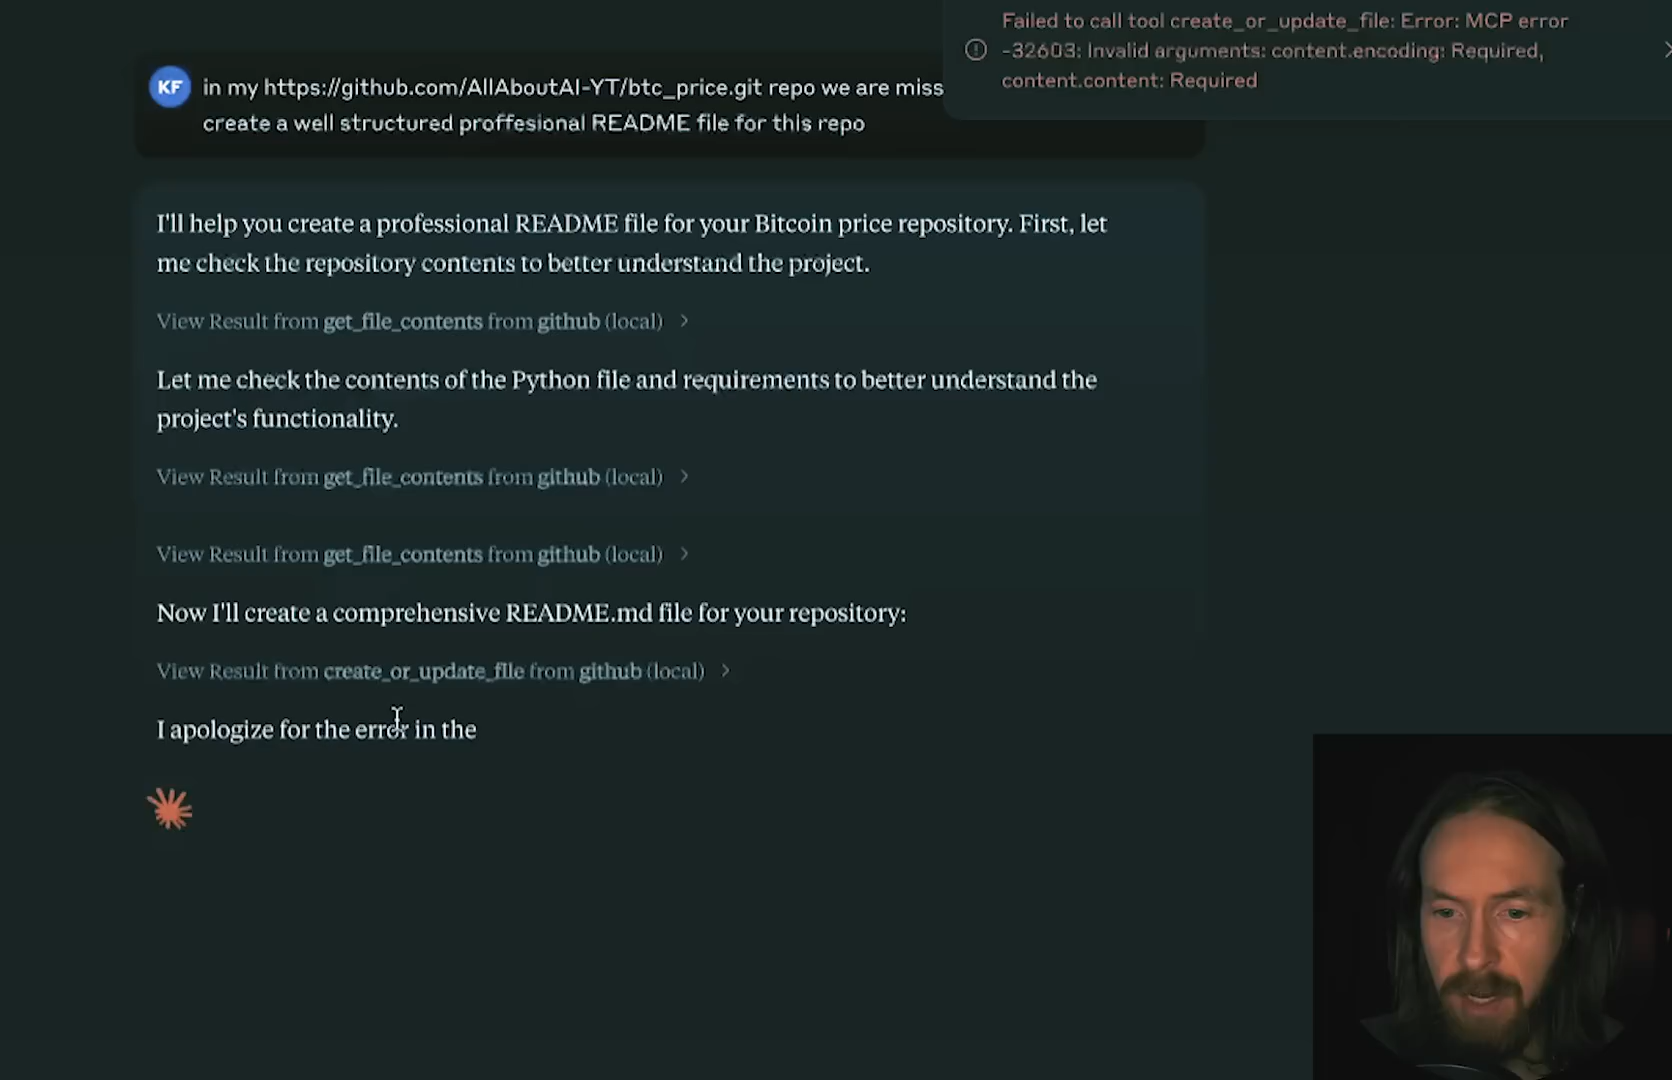 Failed to call tool create_or_update_file: Error: MCP error
-32603: Invalid arguments: content.encoding: Required,
content.content: Required
KF
in my https://github.com/AllAboutAI-YT/btc_price.git repo we are miss
create a well structured proffesional README file for this repo
I'll help you create a professional README file for your Bitcoin price repository. First, let
me check the repository contents to better understand the project.
View Result from get_file_contents from github (local)
Let me check the contents of the Python file and requirements to better understand the
project's functionality.
View Result from get_file_contents from github (local)
View Result from get_file_contents from github (local)
Now I'll create a comprehensive README.md file for your repository:
View Result from create_or_update_file from github (local)
I apologize for the error in the